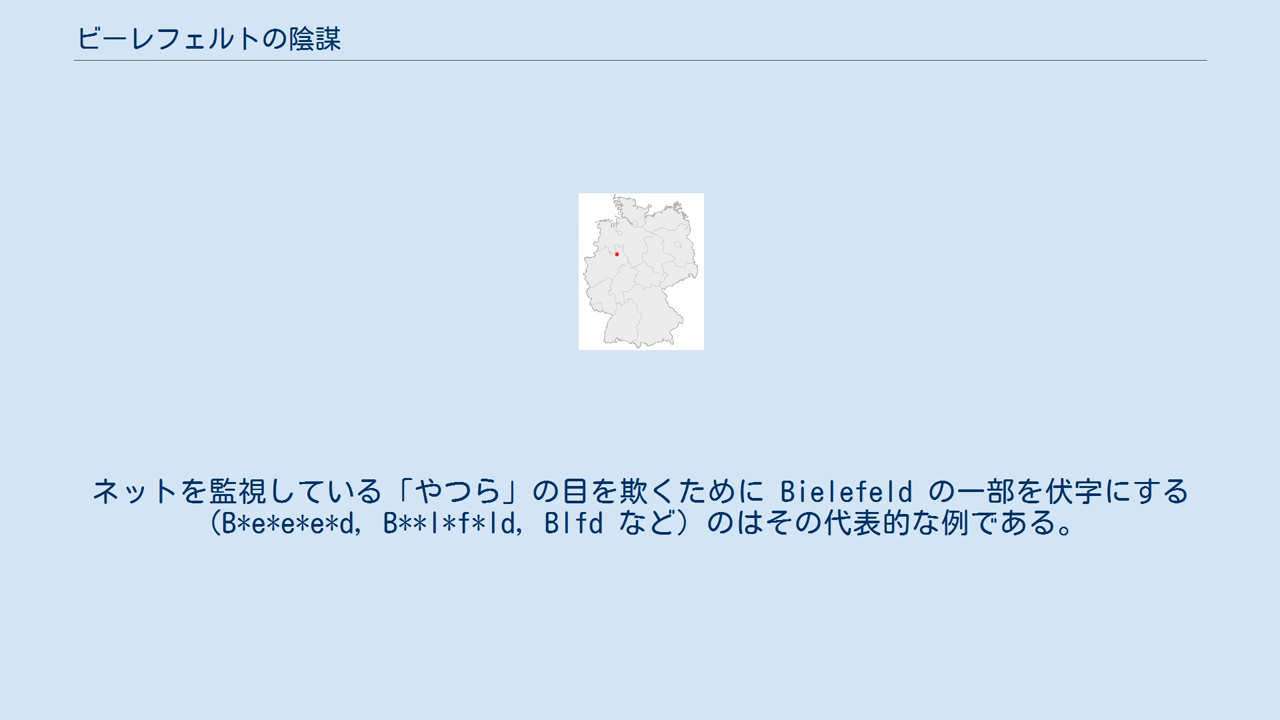 ビーレフェルトの陰謀
ネットを監視している「やつら」の目を欺くために Bielefeld の一部を伏字にする
（B*e*e*e*d, B**l*f*ld, Blfd など）のはその代表的な例である。